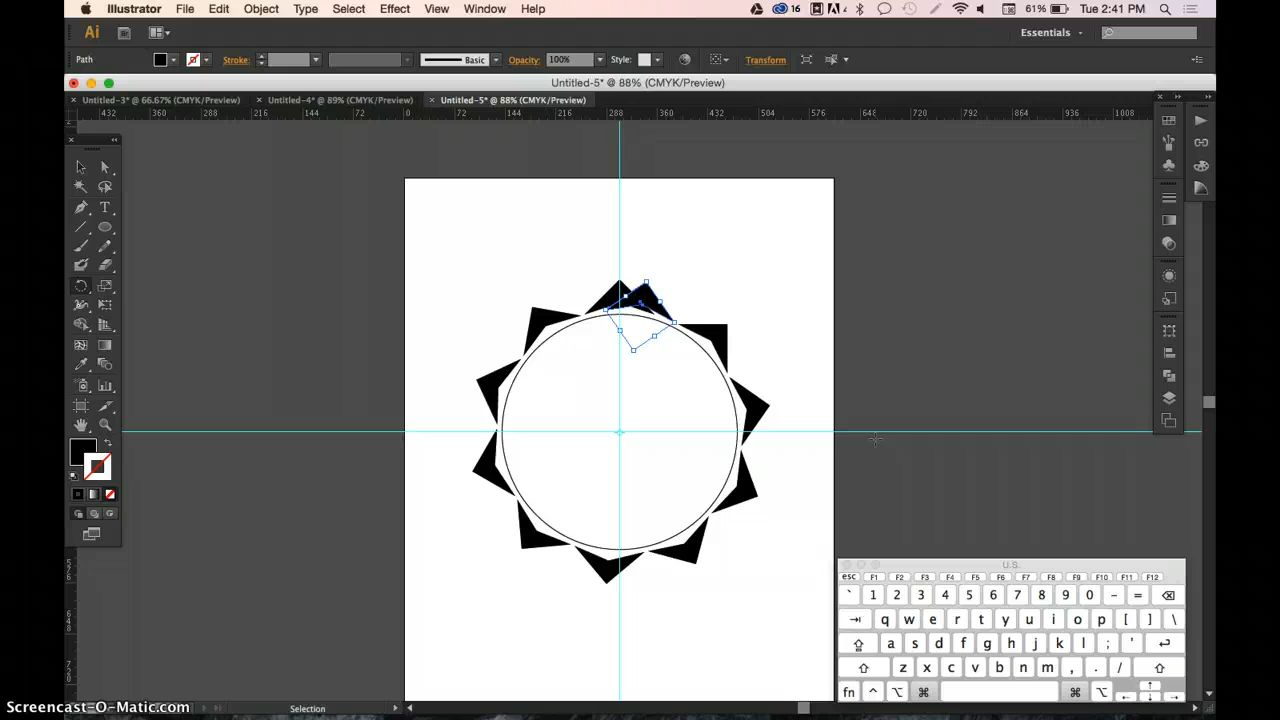 Illustrator File Edit Object Type Select Effect View Window Help 16 4 61% Tue 2:41 PM
Ai Essentials
Path Stroke: Basic Opacity: 100% Style: Transform
Untitled-5* @ 88% (CMYK/Preview)
Untitled-3* @ 66.67% (CMYK/Preview) Untitled-4* @ 89% (CMYK/Preview) Untitled-5* @ 88% (CMYK/Preview)
432 360 288 216 144 72 0 72 144 216 288 360 432 504 576 648 720 792 864 936 1008
T
U.S.
esc F1 F2 F3 F4 F5 F6 F7 F8 F9 F10 F11 F12
` 1 2 3 4 5 6 7 8 9 0 - =
q w e r t y u i o p [ ] \
a s d f g h j k l ; '
z x c v b n m , . /
fn ^ ⌥ ⌘ ⌘ ⌥
Selection
Screencast-O-Matic.com